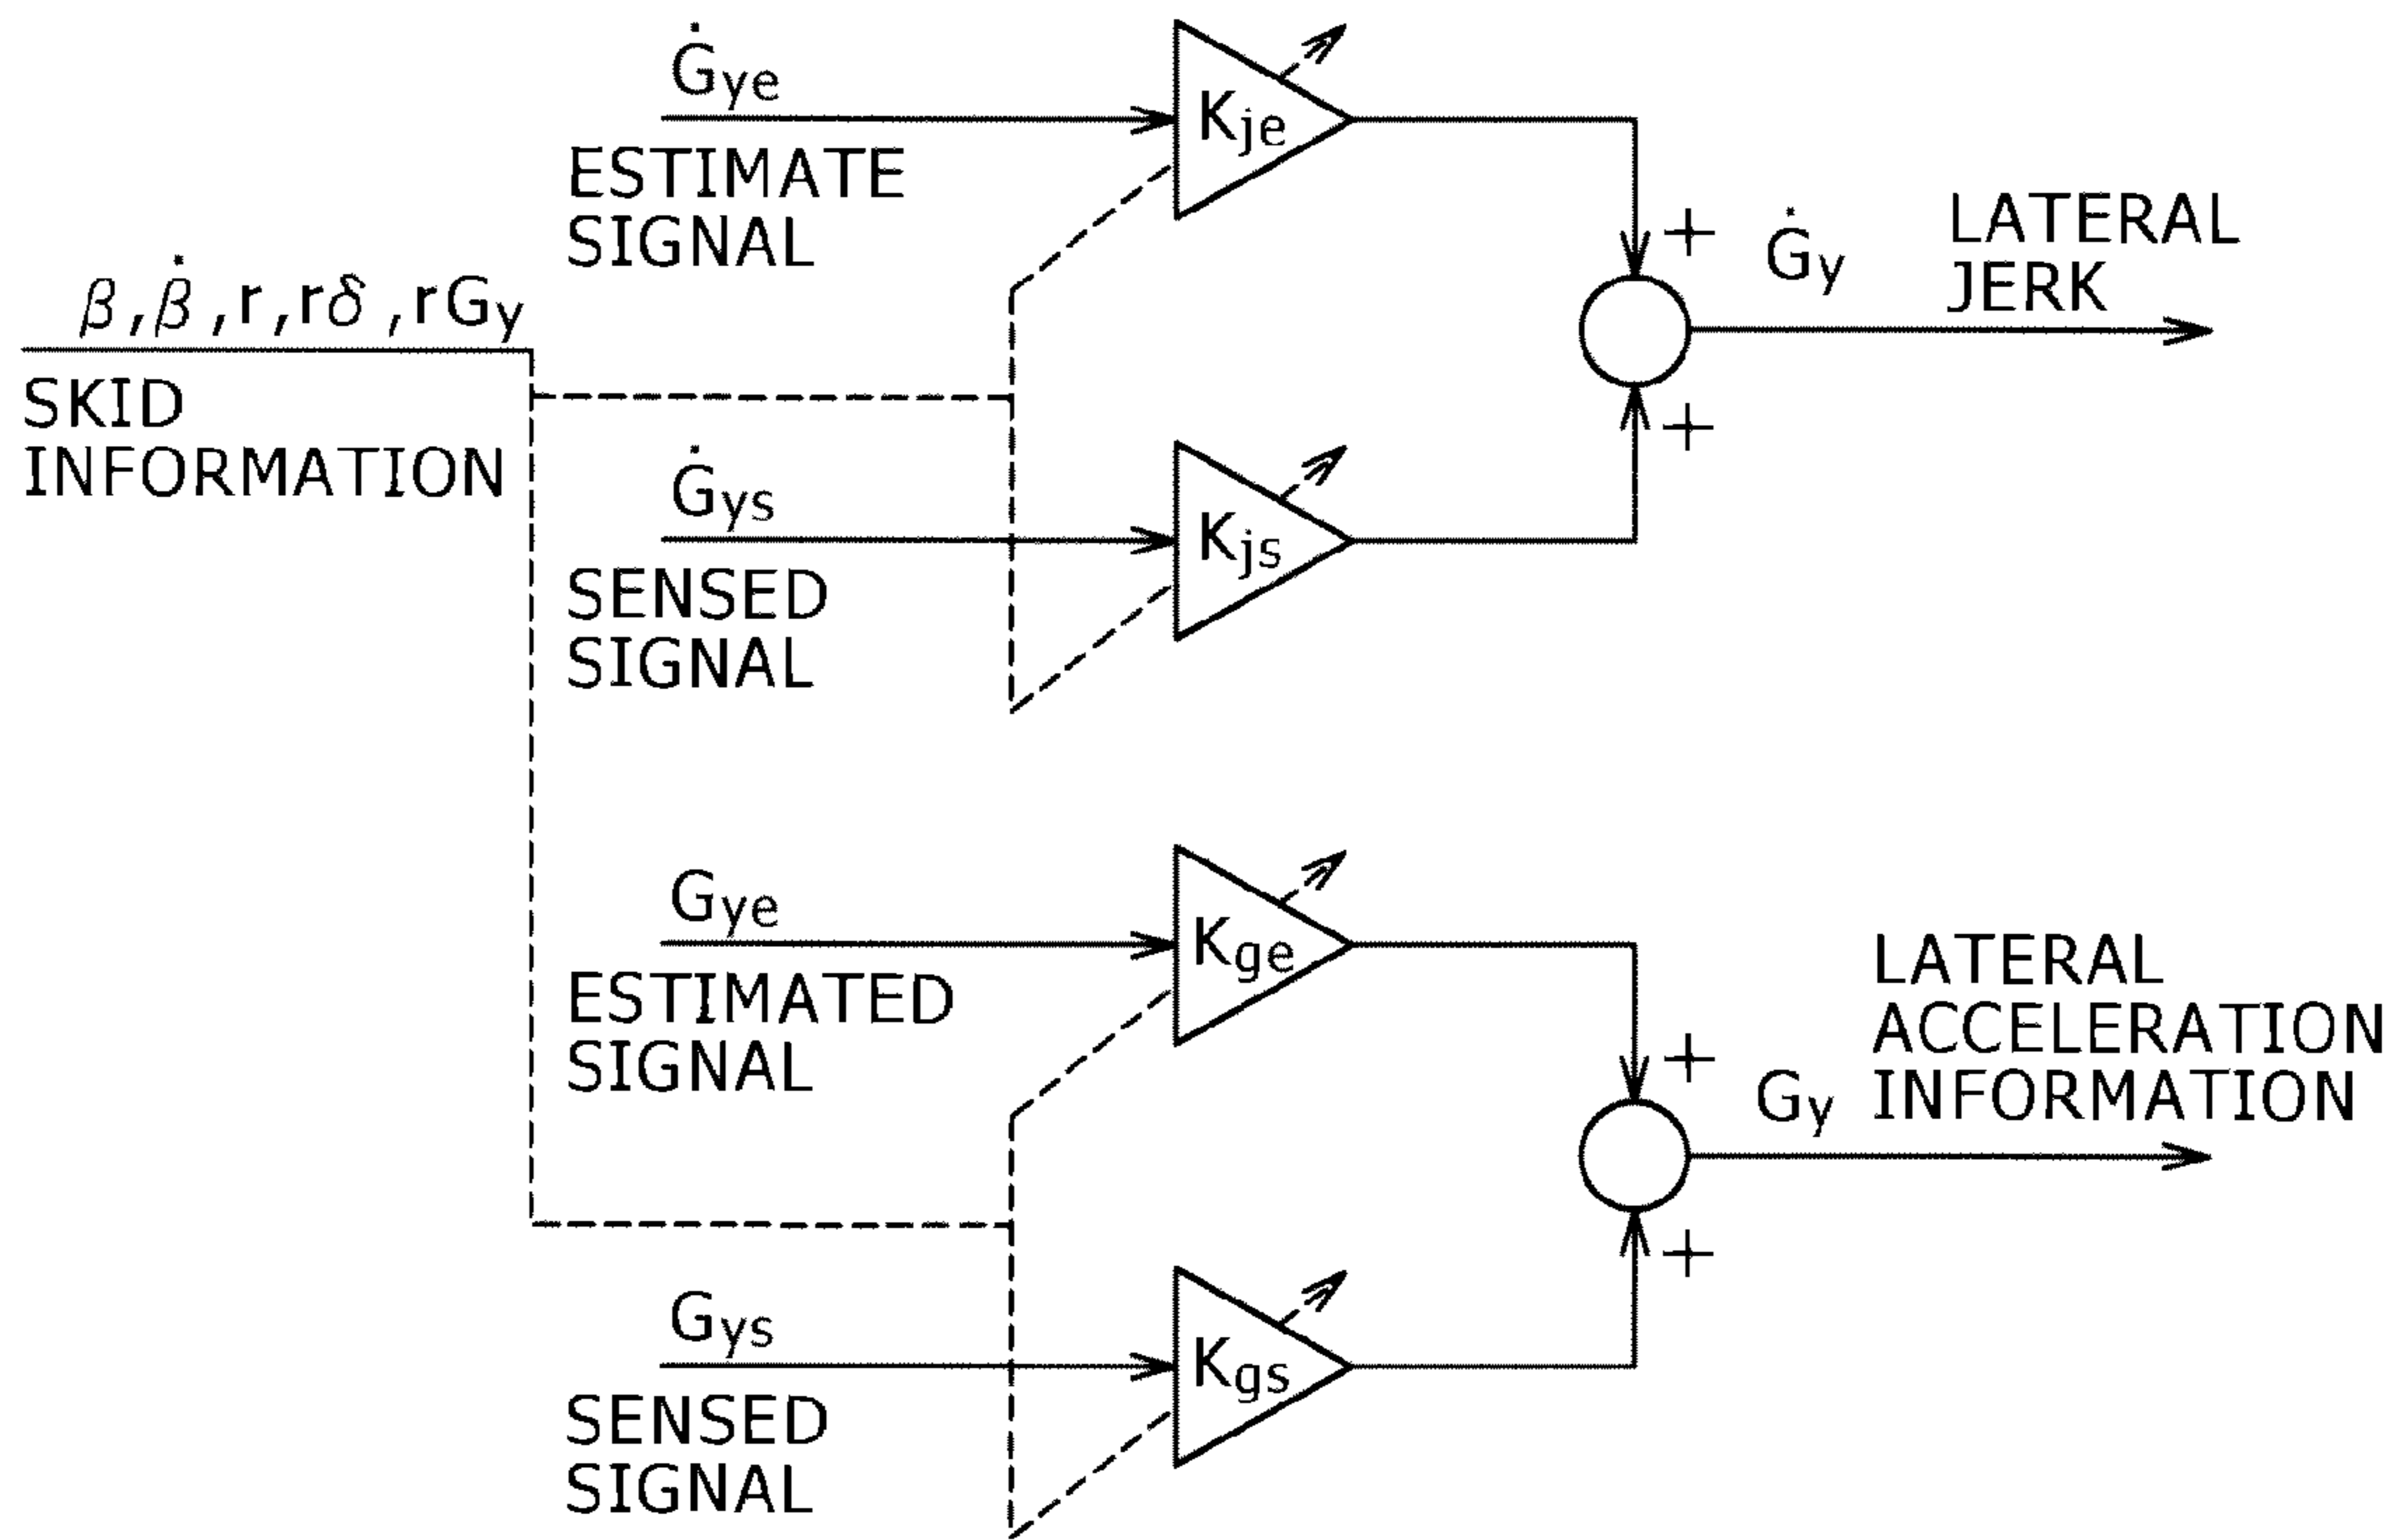 Ġye
Kje
ESTIMATE
SIGNAL
+
Ġy
LATERAL
JERK
β,β̇,r,rδ,rGy
SKID
INFORMATION
+
Ġys
Kjs
SENSED
SIGNAL
Gye
Kge
ESTIMATED
SIGNAL
+
Gy
LATERAL
ACCELERATION
INFORMATION
+
Gys
Kgs
SENSED
SIGNAL